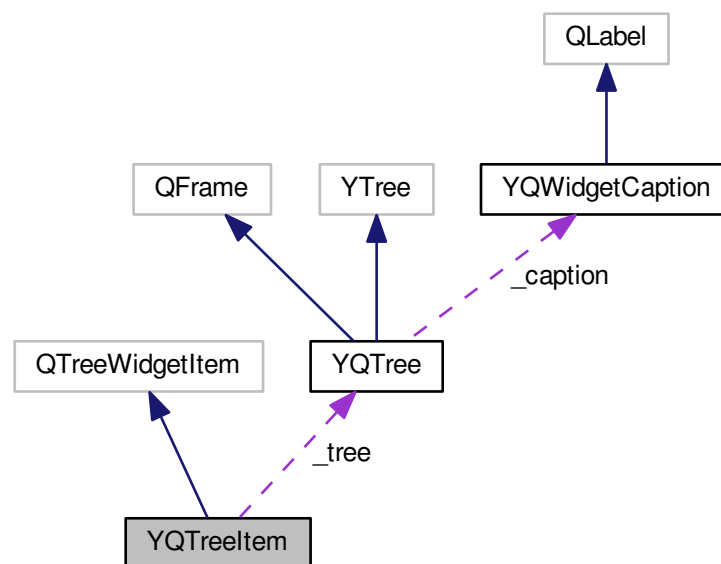 QLabel
QFrame
YTree
YQWidgetCaption
_caption
QTreeWidgetItem
YQTree
_tree
YQTreeItem